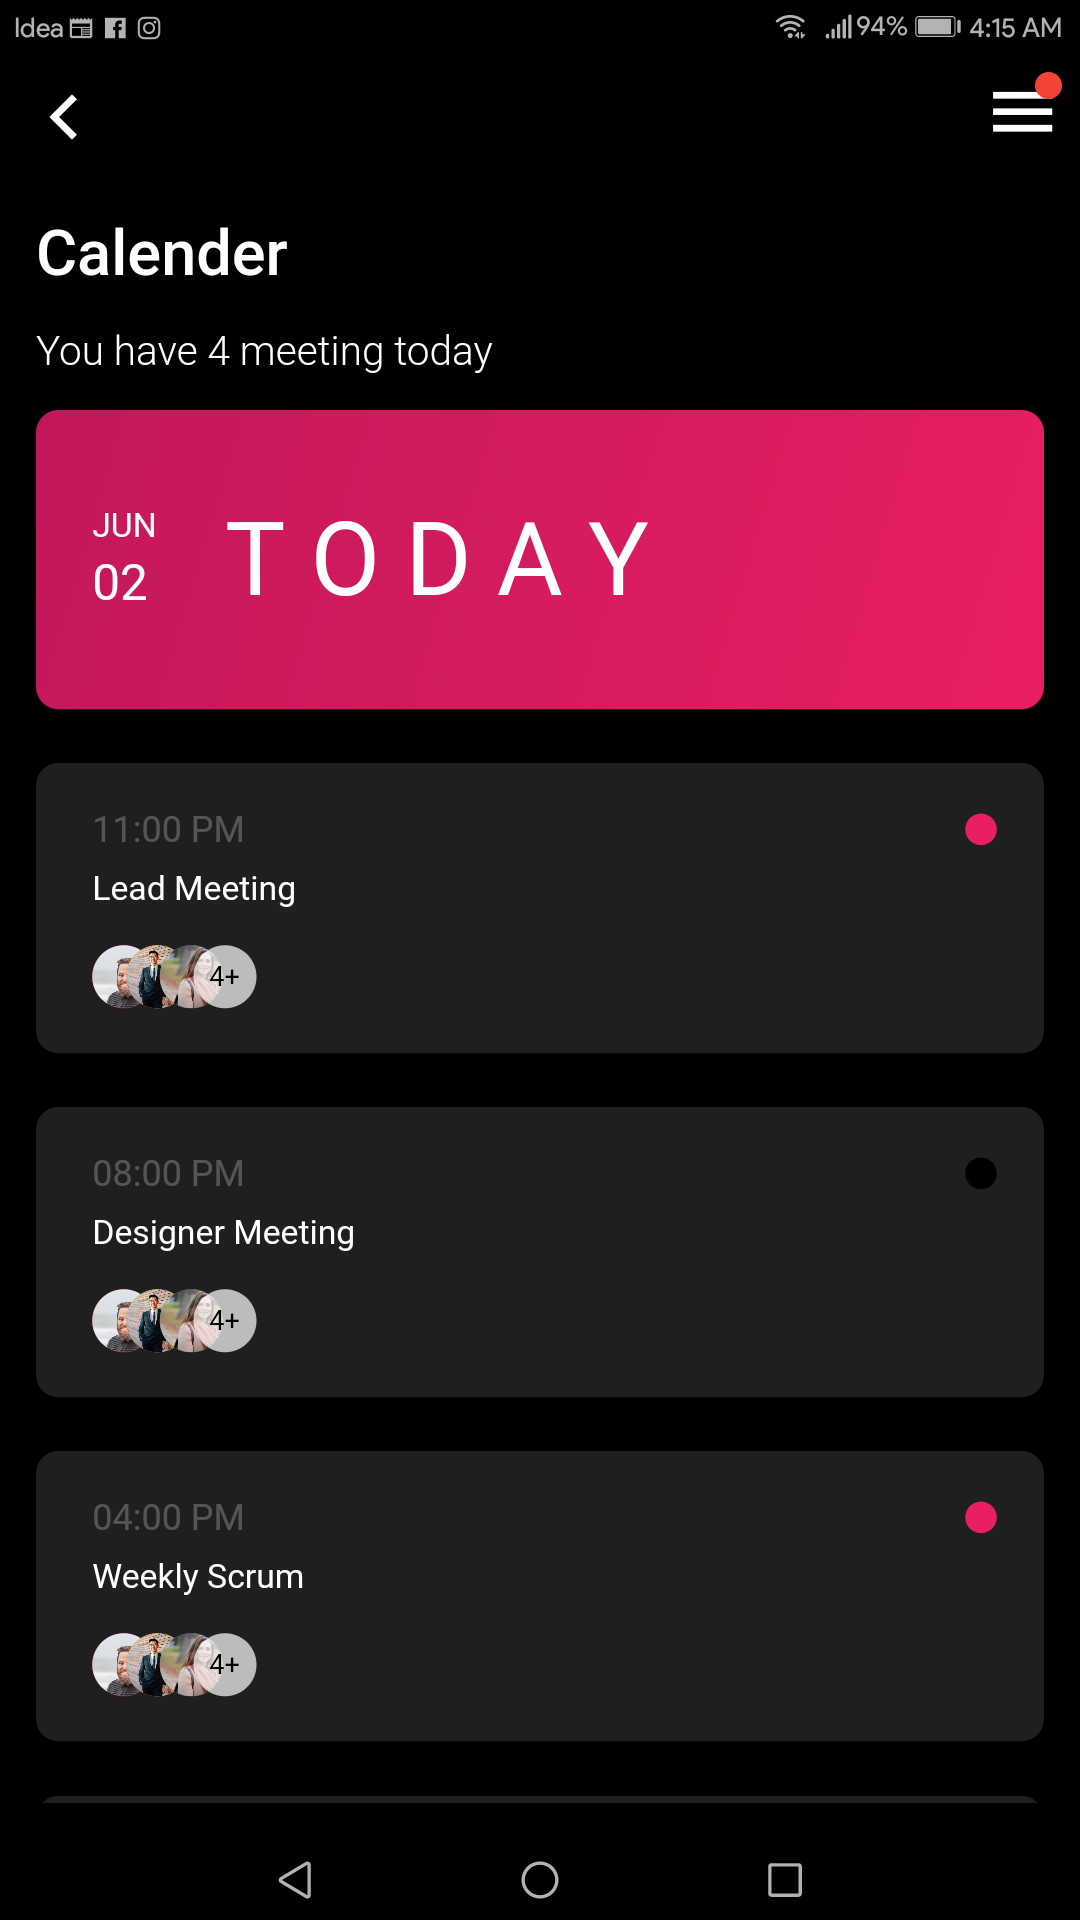 Idea 94% 4:15 AM
Calender
You have 4 meeting today
JUN
02
TODAY
11:00 PM
Lead Meeting
4+
08:00 PM
Designer Meeting
4+
04:00 PM
Weekly Scrum
4+